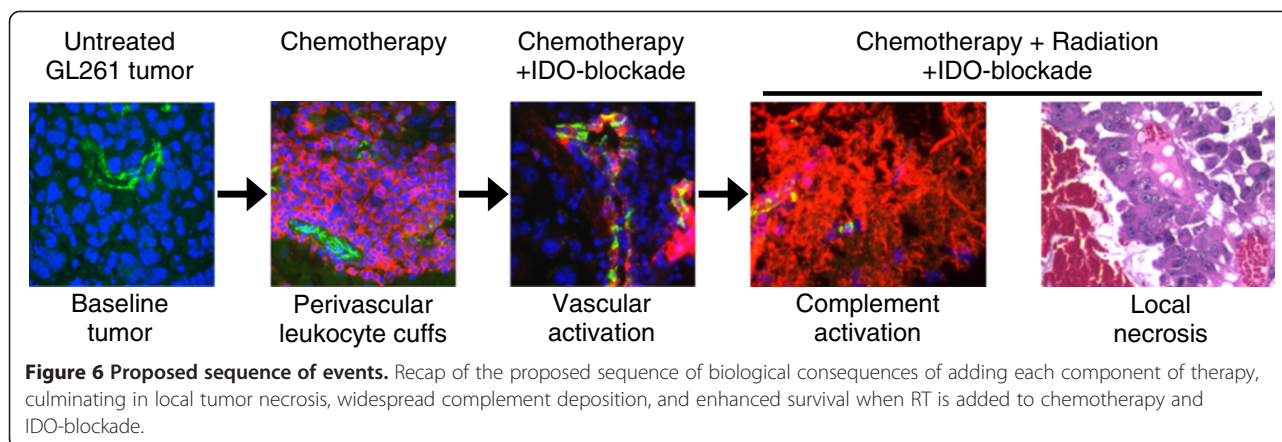 Untreated
GL261 tumor
Chemotherapy
Chemotherapy
+IDO-blockade
Chemotherapy + Radiation
+IDO-blockade
Baseline
tumor
Perivascular
leukocyte cuffs
Vascular
activation
Complement
activation
Local
necrosis
Figure 6 Proposed sequence of events. Recap of the proposed sequence of biological consequences of adding each component of therapy,
culminating in local tumor necrosis, widespread complement deposition, and enhanced survival when RT is added to chemotherapy and
IDO-blockade.